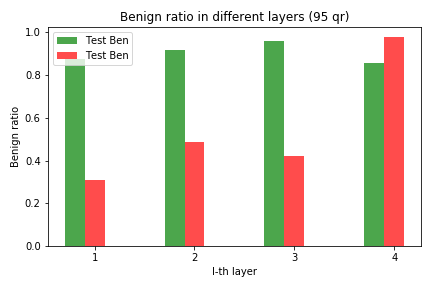 Benign ratio in different layers (95 qr)
Test Ben
Test Ben
1.0
0.8
0.6
0.4
0.2
0.0
Benign ratio
1 2 3 4
l-th layer